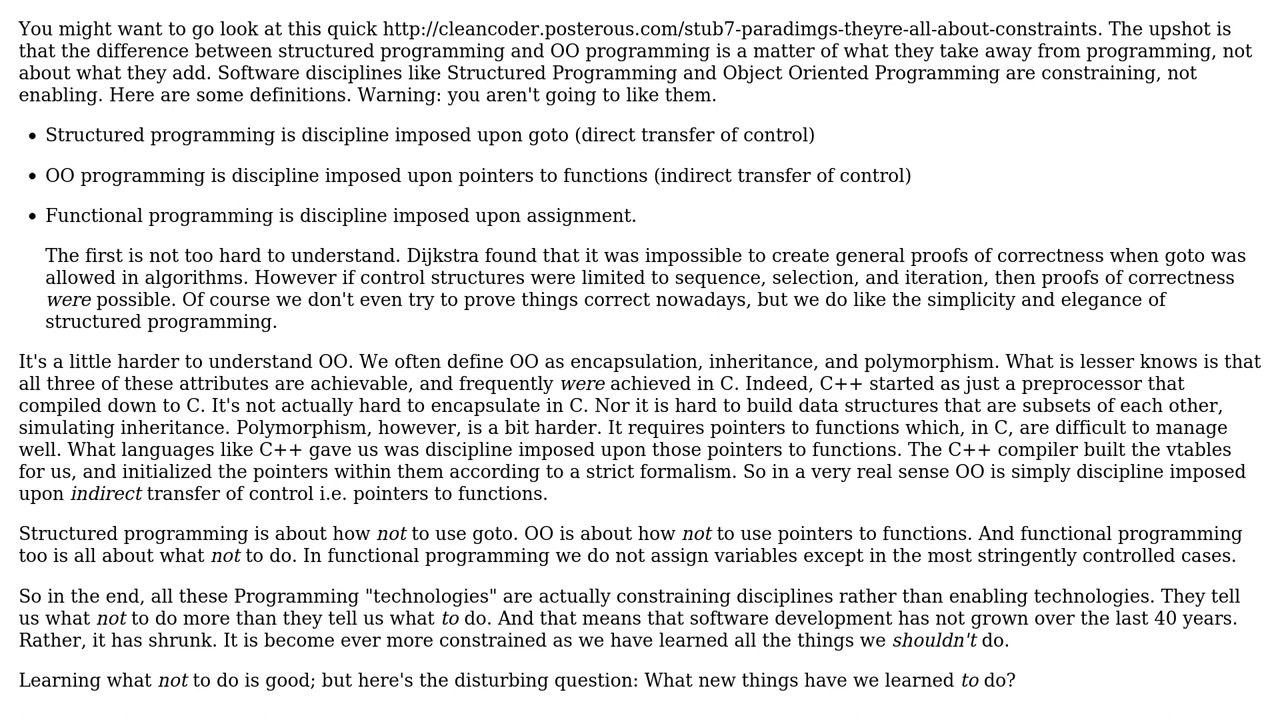 You might want to go look at this quick http://cleancoder.posterous.com/stub7-paradimgs-theyre-all-about-constraints. The upshot is
that the difference between structured programming and OO programming is a matter of what they take away from programming, not
about what they add. Software disciplines like Structured Programming and Object Oriented Programming are constraining, not
enabling. Here are some definitions. Warning: you aren't going to like them.
• Structured programming is discipline imposed upon goto (direct transfer of control)
• OO programming is discipline imposed upon pointers to functions (indirect transfer of control)
• Functional programming is discipline imposed upon assignment.
The first is not too hard to understand. Dijkstra found that it was impossible to create general proofs of correctness when goto was
allowed in algorithms. However if control structures were limited to sequence, selection, and iteration, then proofs of correctness
were possible. Of course we don't even try to prove things correct nowadays, but we do like the simplicity and elegance of
structured programming.
It's a little harder to understand OO. We often define OO as encapsulation, inheritance, and polymorphism. What is lesser knows is that
all three of these attributes are achievable, and frequently were achieved in C. Indeed, C++ started as just a preprocessor that
compiled down to C. It's not actually hard to encapsulate in C. Nor it is hard to build data structures that are subsets of each other,
simulating inheritance. Polymorphism, however, is a bit harder. It requires pointers to functions which, in C, are difficult to manage
well. What languages like C++ gave us was discipline imposed upon those pointers to functions. The C++ compiler built the vtables
for us, and initialized the pointers within them according to a strict formalism. So in a very real sense OO is simply discipline imposed
upon indirect transfer of control i.e. pointers to functions.
Structured programming is about how not to use goto. OO is about how not to use pointers to functions. And functional programming
too is all about what not to do. In functional programming we do not assign variables except in the most stringently controlled cases.
So in the end, all these Programming "technologies" are actually constraining disciplines rather than enabling technologies. They tell
us what not to do more than they tell us what to do. And that means that software development has not grown over the last 40 years.
Rather, it has shrunk. It is become ever more constrained as we have learned all the things we shouldn't do.
Learning what not to do is good; but here's the disturbing question: What new things have we learned to do?